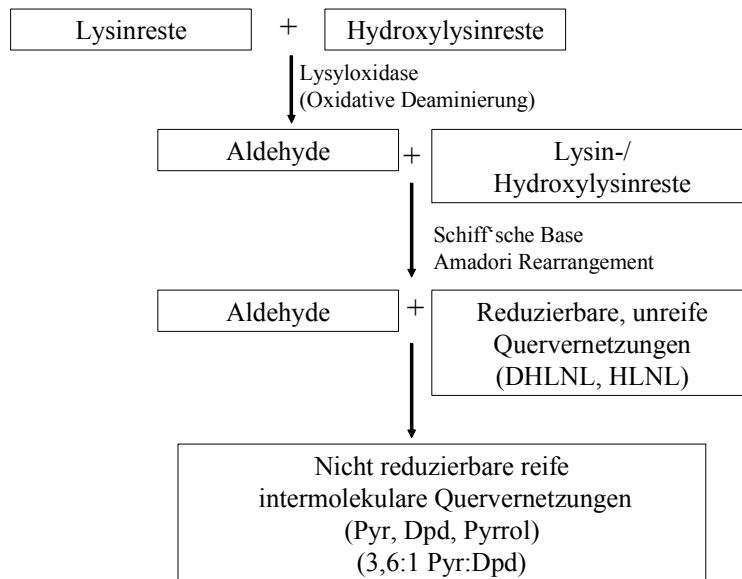 Lysinreste + Hydroxylysinreste
Lysyloxidase
(Oxidative Deaminierung)
Aldehyde + Lysin-/
Hydroxylysinreste
Schiff‘sche Base
Amadori Rearrangement
Aldehyde + Reduzierbare, unreife
Quervernetzungen
(DHLNL, HLNL)
Nicht reduzierbare reife
intermolekulare Quervernetzungen
(Pyr, Dpd, Pyrrol)
(3,6:1 Pyr:Dpd)